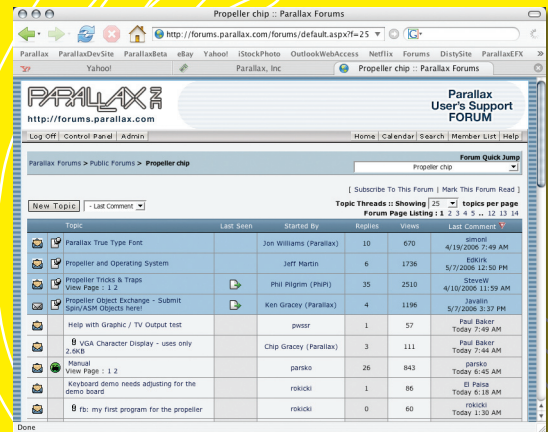 Propeller chip :: Parallax Forums
http://forums.parallax.com/forums/default.aspx?f=25
Parallax ParallaxDevSite ParallaxBeta eBay Yahoo! iStockPhoto OutlookWebAccess Netflix Forums DistySite ParallaxEFX
Yahoo! Parallax, Inc Propeller chip :: Parallax Forums
PARALLAX
http://forums.parallax.com
Parallax
User's Support
FORUM
Log Off Control Panel Admin Home Calendar Search Member List Help
Parallax Forums > Public Forums > Propeller chip
Forum Quick Jump
Propeller chip
[ Subscribe To This Forum | Mark This Forum Read ]
New Topic - Last Comment Topic Threads :: Showing 25 topics per page
Forum Page Listing : 1 2 3 4 5 .. 12 13 14
Topic Last Seen Started By Replies Views Last Comment
Parallax True Type Font Jon Williams (Parallax) 10 670 simonl
4/19/2006 7:49 AM
Propeller and Operating System Jeff Martin 6 1736 EdKirk
5/7/2006 12:50 PM
Propeller Tricks & Traps
View Page : 1 2 Phil Pilgrim (PhiPi) 35 2510 SteveW
4/10/2006 11:59 AM
Propeller Object Exchange - Submit
Spin/ASM Objects here! Ken Gracey (Parallax) 4 1196 Javalin
5/7/2006 3:37 PM
Help with Graphic / TV Output test pwssr 1 57 Paul Baker
Today 7:49 AM
VGA Character Display - uses only
2.6KB Chip Gracey (Parallax) 3 111 Paul Baker
Today 7:44 AM
Manual
View Page : 1 2 parsko 26 843 parsko
Today 6:45 AM
Keyboard demo needs adjusting for the
demo board rokicki 1 86 El Paisa
Today 6:18 AM
fb: my first program for the propeller rokicki 0 60 rokicki
Today 1:30 AM
Done